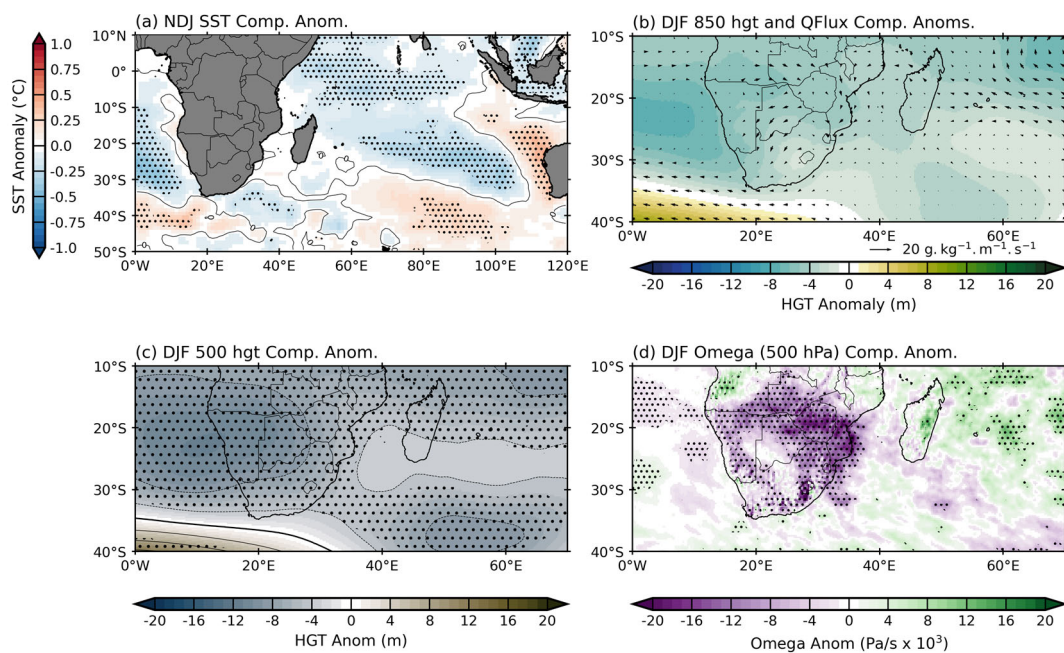 (a) NDJ SST Comp. Anom.
SST Anomaly (°C)
1.0
0.75
0.5
0.25
0.0
-0.25
-0.5
-0.75
-1.0
10°N
0°
10°S
20°S
30°S
40°S
50°S
0°W 20°E 40°E 60°E 80°E 100°E 120°E
(b) DJF 850 hgt and QFlux Comp. Anoms.
10°S
20°S
30°S
40°S
0°W 20°E 40°E 60°E
20 g.kg⁻¹.m⁻¹.s⁻¹
-20 -16 -12 -8 -4 0 4 8 12 16 20
HGT Anomaly (m)
(c) DJF 500 hgt Comp. Anom.
10°S
20°S
30°S
40°S
0°W 20°E 40°E 60°E
-20 -16 -12 -8 -4 0 4 8 12 16 20
HGT Anom (m)
(d) DJF Omega (500 hPa) Comp. Anom.
10°S
20°S
30°S
40°S
0°W 20°E 40°E 60°E
-20 -16 -12 -8 -4 0 4 8 12 16 20
Omega Anom (Pa/s x 10³)